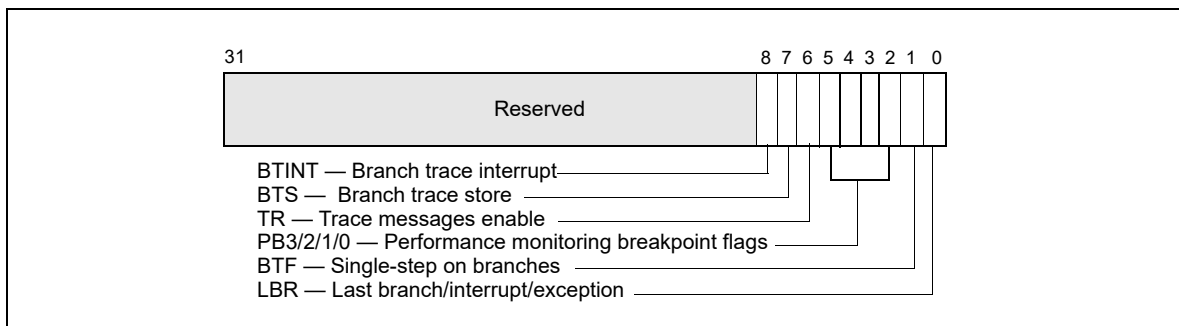 31 8 7 6 5 4 3 2 1 0
Reserved
BTINT — Branch trace interrupt
BTS — Branch trace store
TR — Trace messages enable
PB3/2/1/0 — Performance monitoring breakpoint flags
BTF — Single-step on branches
LBR — Last branch/interrupt/exception